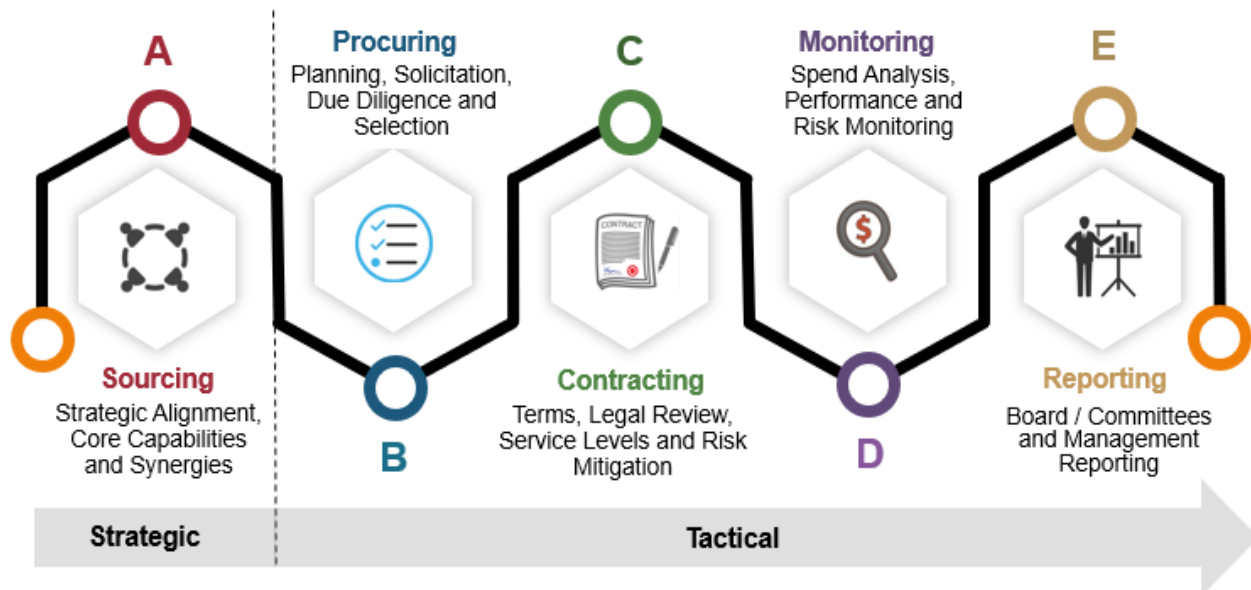 A
Sourcing
Strategic Alignment,
Core Capabilities
and Synergies
Procuring
Planning, Solicitation,
Due Diligence and
Selection
B
C
CONTRACT
Contracting
Terms, Legal Review,
Service Levels and Risk
Mitigation
Monitoring
Spend Analysis,
Performance and
Risk Monitoring
$
D
E
Reporting
Board / Committees
and Management
Reporting
Strategic
Tactical